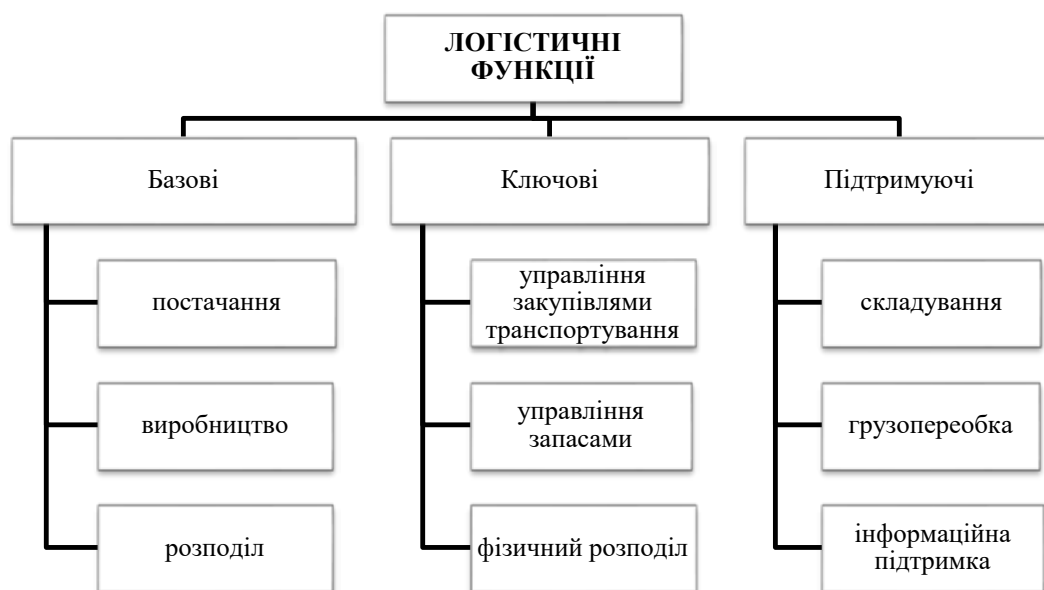 ЛОГІСТИЧНІ
ФУНКЦІЇ
Базові
Ключові
Підтримуючі
постачання
виробництво
розподіл
управління
закупівлями
транспортування
управління
запасами
фізичний розподіл
складування
грузопереобка
інформаційна
підтримка